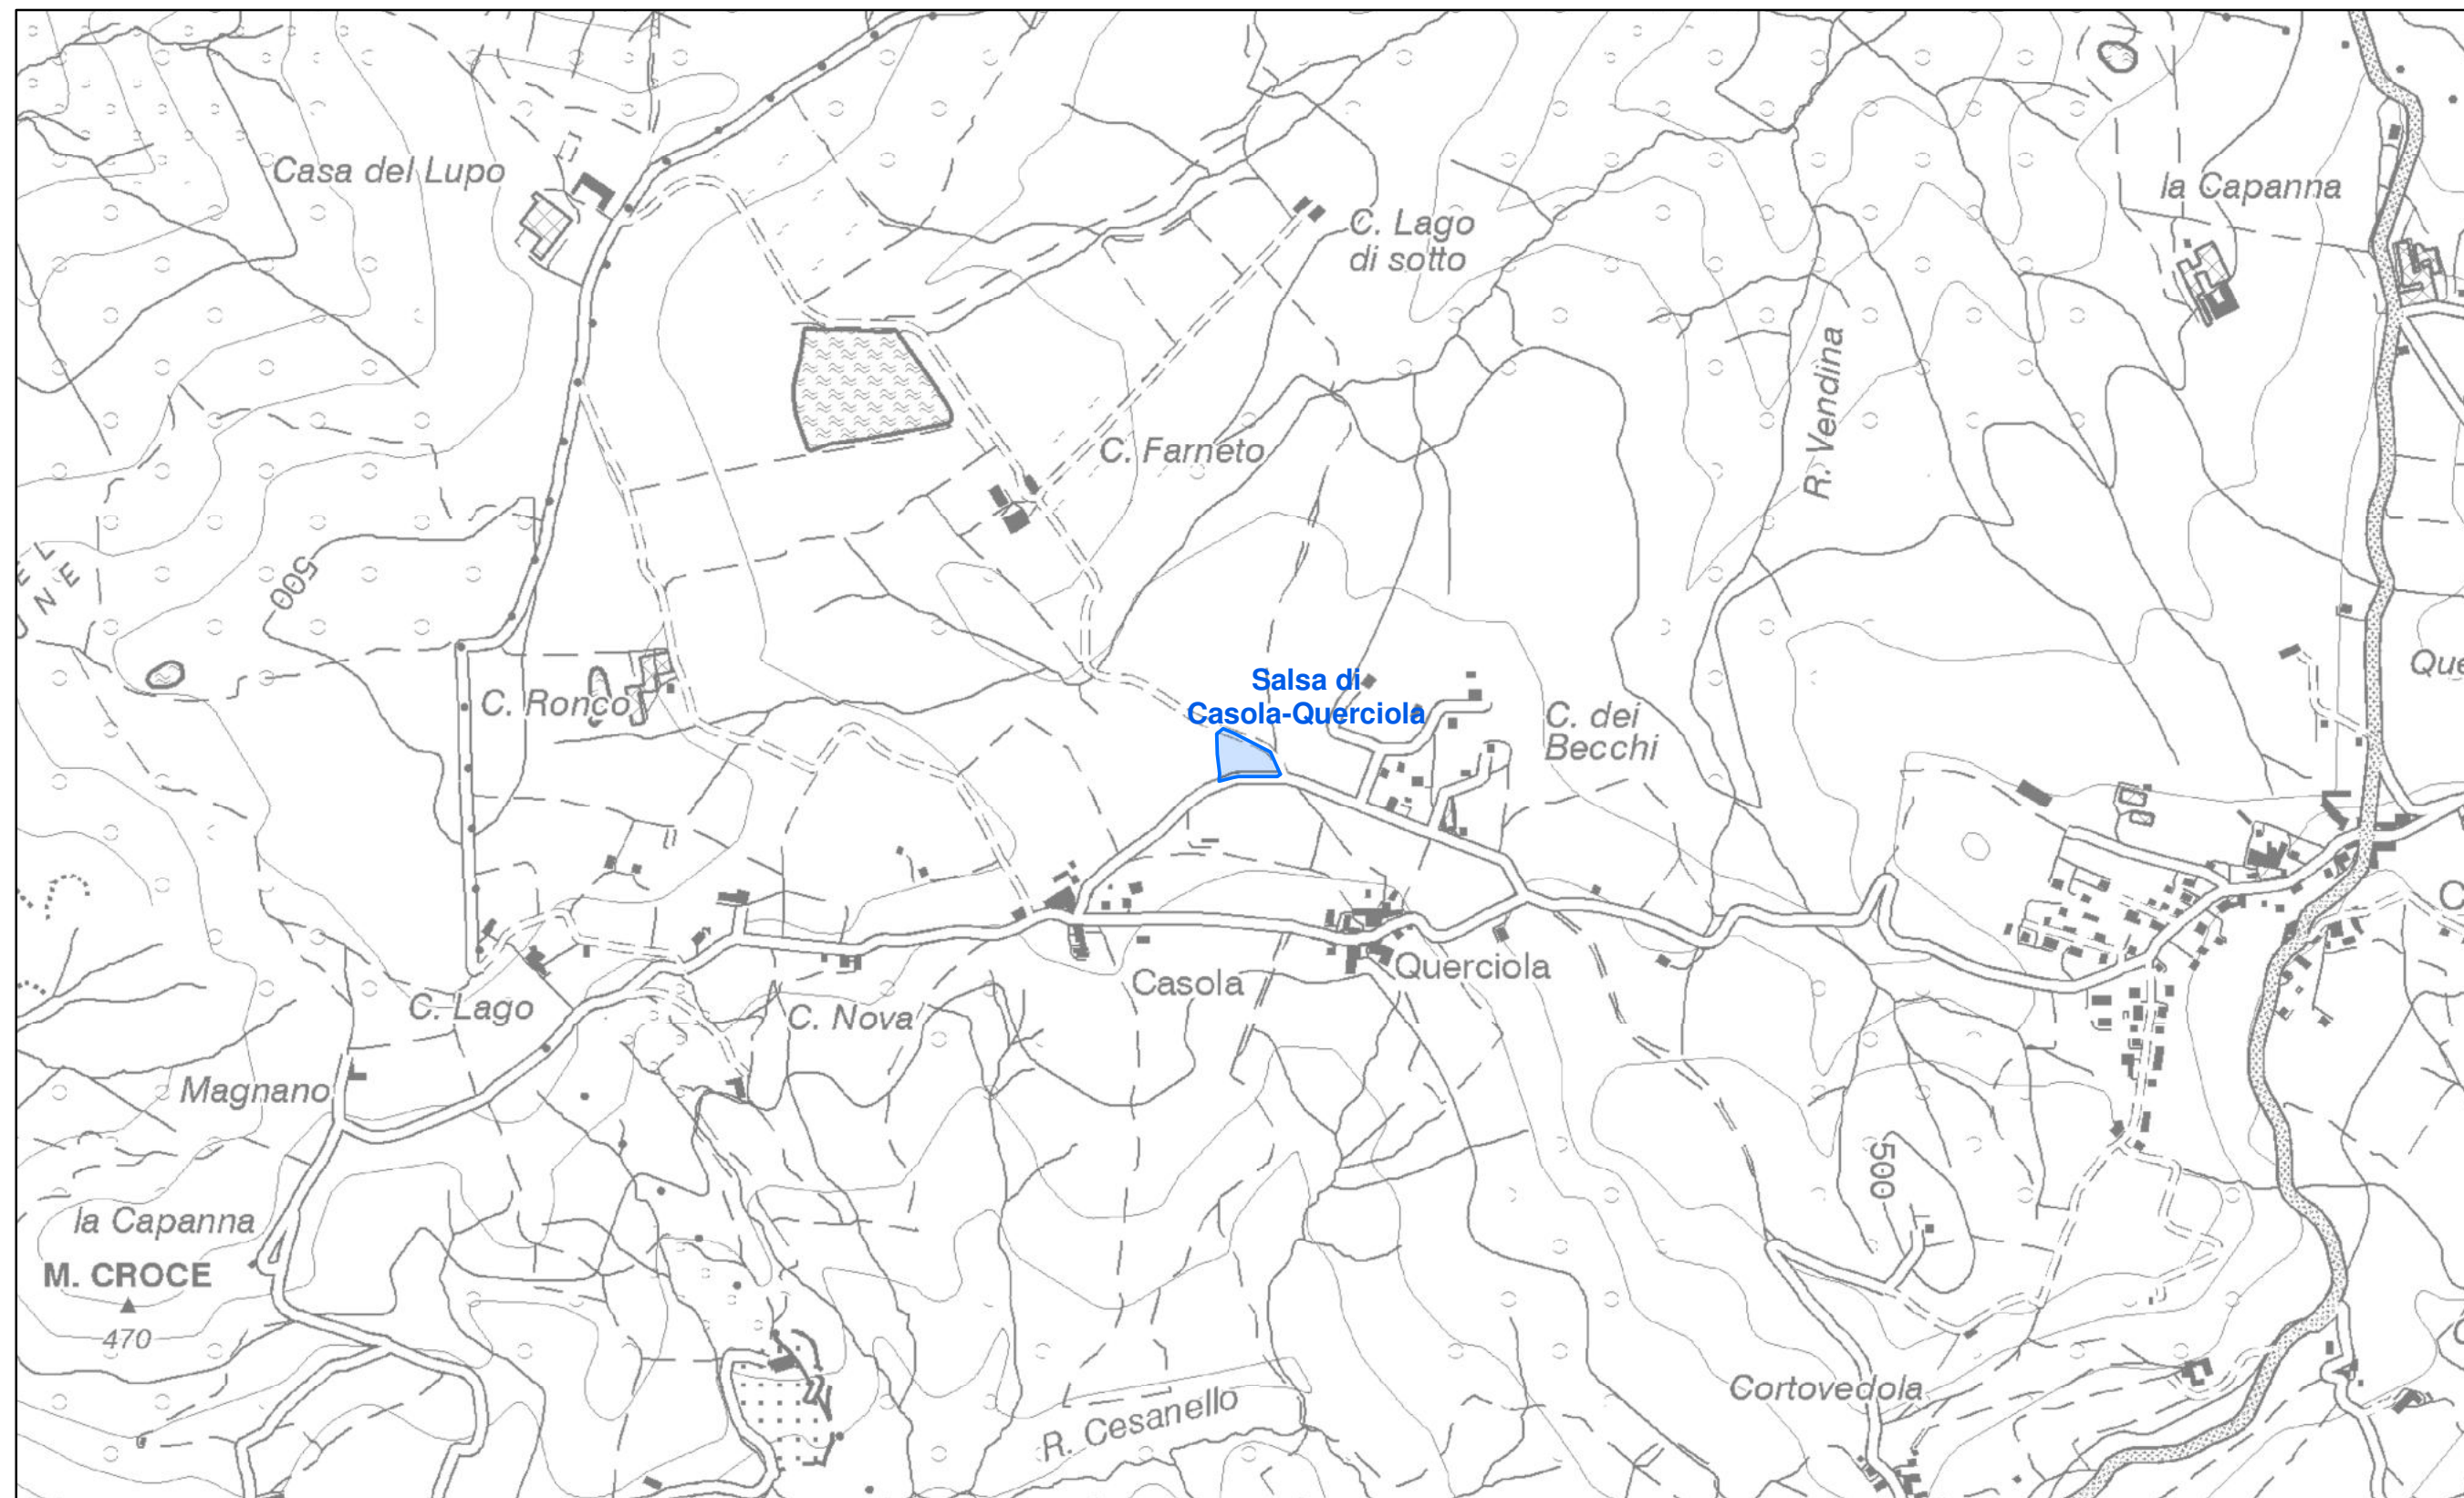 Casa del Lupo
la Capanna
C. Lago
di sotto
R. Vendina
C. Farneto
500
Que
Salsa di
Casola-Querciola
C. Ronco
C. dei
Becchi
C
Casola
Querciola
C. Lago
C. Nova
Magnano
500
la Capanna
M. CROCE
470
Cortovedola
R. Cesanello